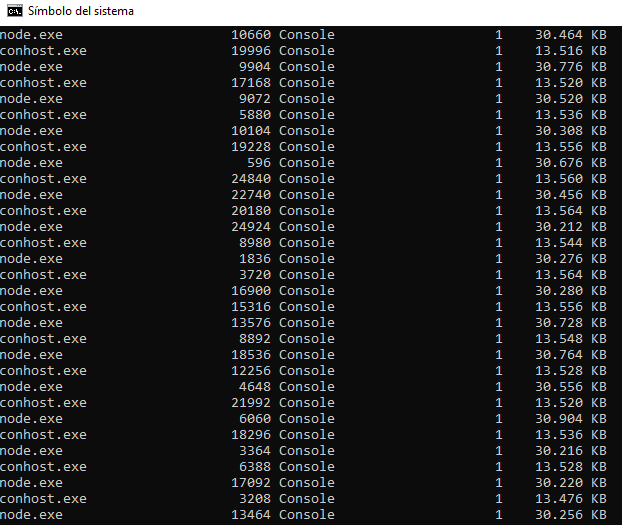 Símbolo del sistema
node.exe 10660 Console 1 30.464 KB
conhost.exe 19996 Console 1 13.516 KB
node.exe 9904 Console 1 30.776 KB
conhost.exe 17168 Console 1 13.520 KB
node.exe 9072 Console 1 30.520 KB
conhost.exe 5880 Console 1 13.536 KB
node.exe 10104 Console 1 30.308 KB
conhost.exe 19228 Console 1 13.556 KB
node.exe 596 Console 1 30.676 KB
conhost.exe 24840 Console 1 13.560 KB
node.exe 22740 Console 1 30.456 KB
conhost.exe 20180 Console 1 13.564 KB
node.exe 24924 Console 1 30.212 KB
conhost.exe 8980 Console 1 13.544 KB
node.exe 1836 Console 1 30.276 KB
conhost.exe 3720 Console 1 13.564 KB
node.exe 16900 Console 1 30.280 KB
conhost.exe 15316 Console 1 13.556 KB
node.exe 13576 Console 1 30.728 KB
conhost.exe 8892 Console 1 13.548 KB
node.exe 18536 Console 1 30.764 KB
conhost.exe 12256 Console 1 13.528 KB
node.exe 4648 Console 1 30.556 KB
conhost.exe 21992 Console 1 13.520 KB
node.exe 6060 Console 1 30.904 KB
conhost.exe 18296 Console 1 13.536 KB
node.exe 3364 Console 1 30.216 KB
conhost.exe 6388 Console 1 13.528 KB
node.exe 17092 Console 1 30.220 KB
conhost.exe 3208 Console 1 13.476 KB
node.exe 13464 Console 1 30.256 KB